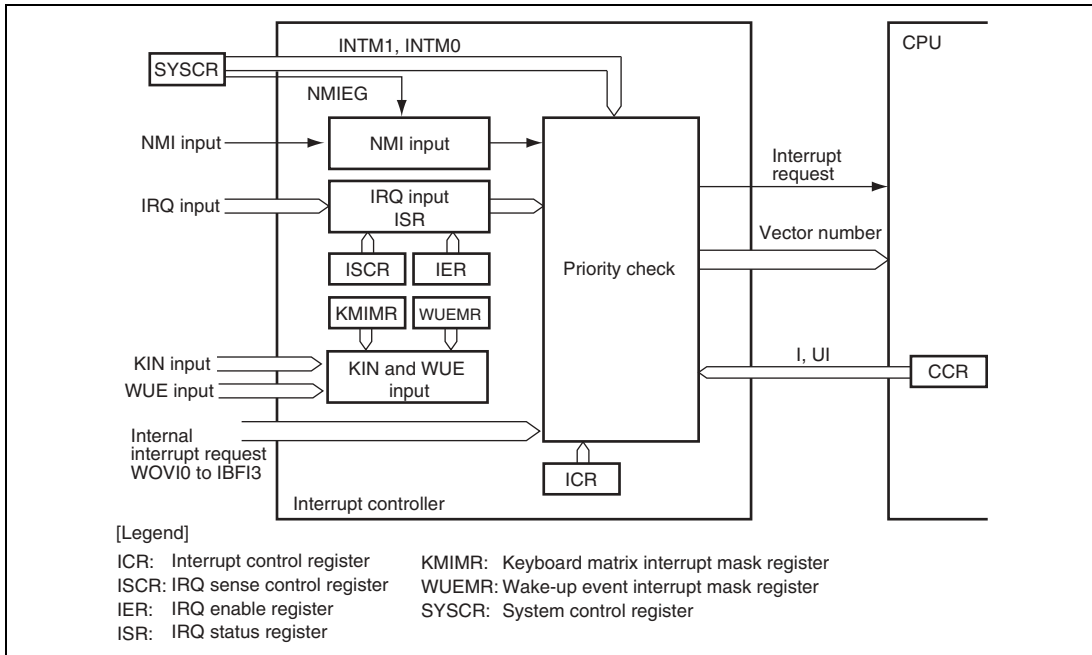 INTM1, INTM0
CPU
SYSCR
NMIEG
NMI input
NMI input
Interrupt
request
IRQ input
IRQ input
ISR
Vector number
ISCR
IER
Priority check
KMIMR
WUEMR
KIN input
WUE input
KIN and WUE
input
I, UI
CCR
Internal
interrupt request
WOVI0 to IBFI3
ICR
Interrupt controller
[Legend]
ICR: Interrupt control register
ISCR: IRQ sense control register
IER: IRQ enable register
ISR: IRQ status register
KMIMR: Keyboard matrix interrupt mask register
WUEMR: Wake-up event interrupt mask register
SYSCR: System control register